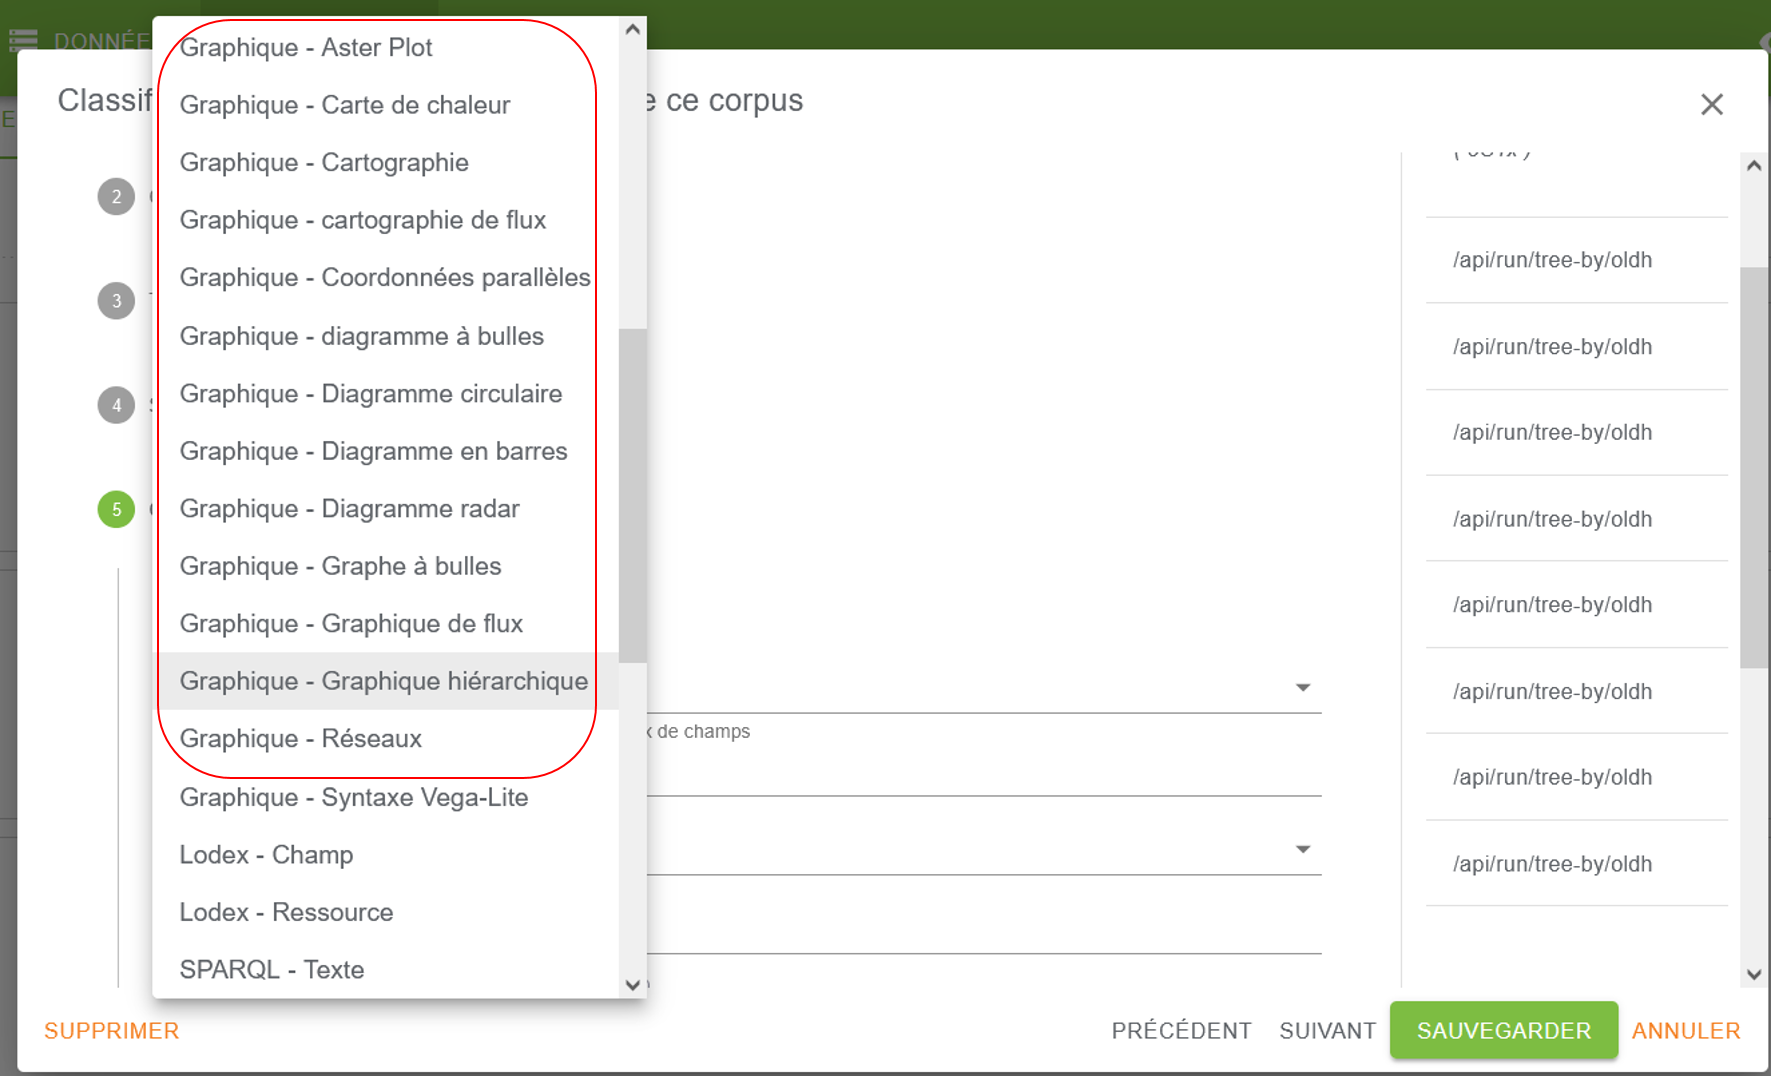 DONNÉE
Classif
e ce corpus
Graphique - Aster Plot
Graphique - Carte de chaleur
Graphique - Cartographie
Graphique - cartographie de flux
Graphique - Coordonnées parallèles
Graphique - diagramme à bulles
Graphique - Diagramme circulaire
Graphique - Diagramme en barres
Graphique - Diagramme radar
Graphique - Graphe à bulles
Graphique - Graphique de flux
Graphique - Graphique hiérarchique
Graphique - Réseaux
Graphique - Syntaxe Vega-Lite
Lodex - Champ
Lodex - Ressource
SPARQL - Texte
2
3
4
5
x de champs
/api/run/tree-by/oldh
/api/run/tree-by/oldh
/api/run/tree-by/oldh
/api/run/tree-by/oldh
/api/run/tree-by/oldh
/api/run/tree-by/oldh
/api/run/tree-by/oldh
/api/run/tree-by/oldh
SUPPRIMER
PRÉCÉDENT
SUIVANT
SAUVEGARDER
ANNULER